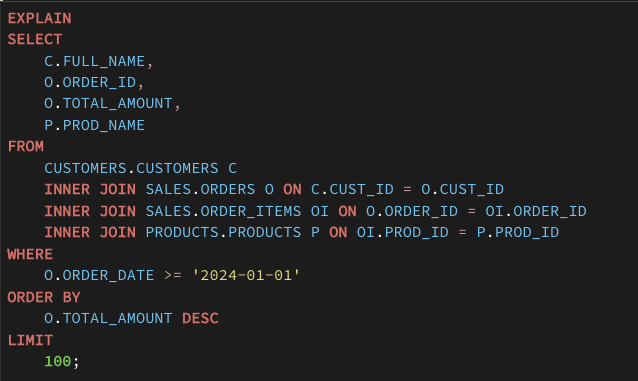 EXPLAIN
SELECT
    C.FULL_NAME,
    O.ORDER_ID,
    O.TOTAL_AMOUNT,
    P.PROD_NAME
FROM
    CUSTOMERS.CUSTOMERS C
    INNER JOIN SALES.ORDERS O ON C.CUST_ID = O.CUST_ID
    INNER JOIN SALES.ORDER_ITEMS OI ON O.ORDER_ID = OI.ORDER_ID
    INNER JOIN PRODUCTS.PRODUCTS P ON OI.PROD_ID = P.PROD_ID
WHERE
    O.ORDER_DATE >= '2024-01-01'
ORDER BY
    O.TOTAL_AMOUNT DESC
LIMIT
    100;